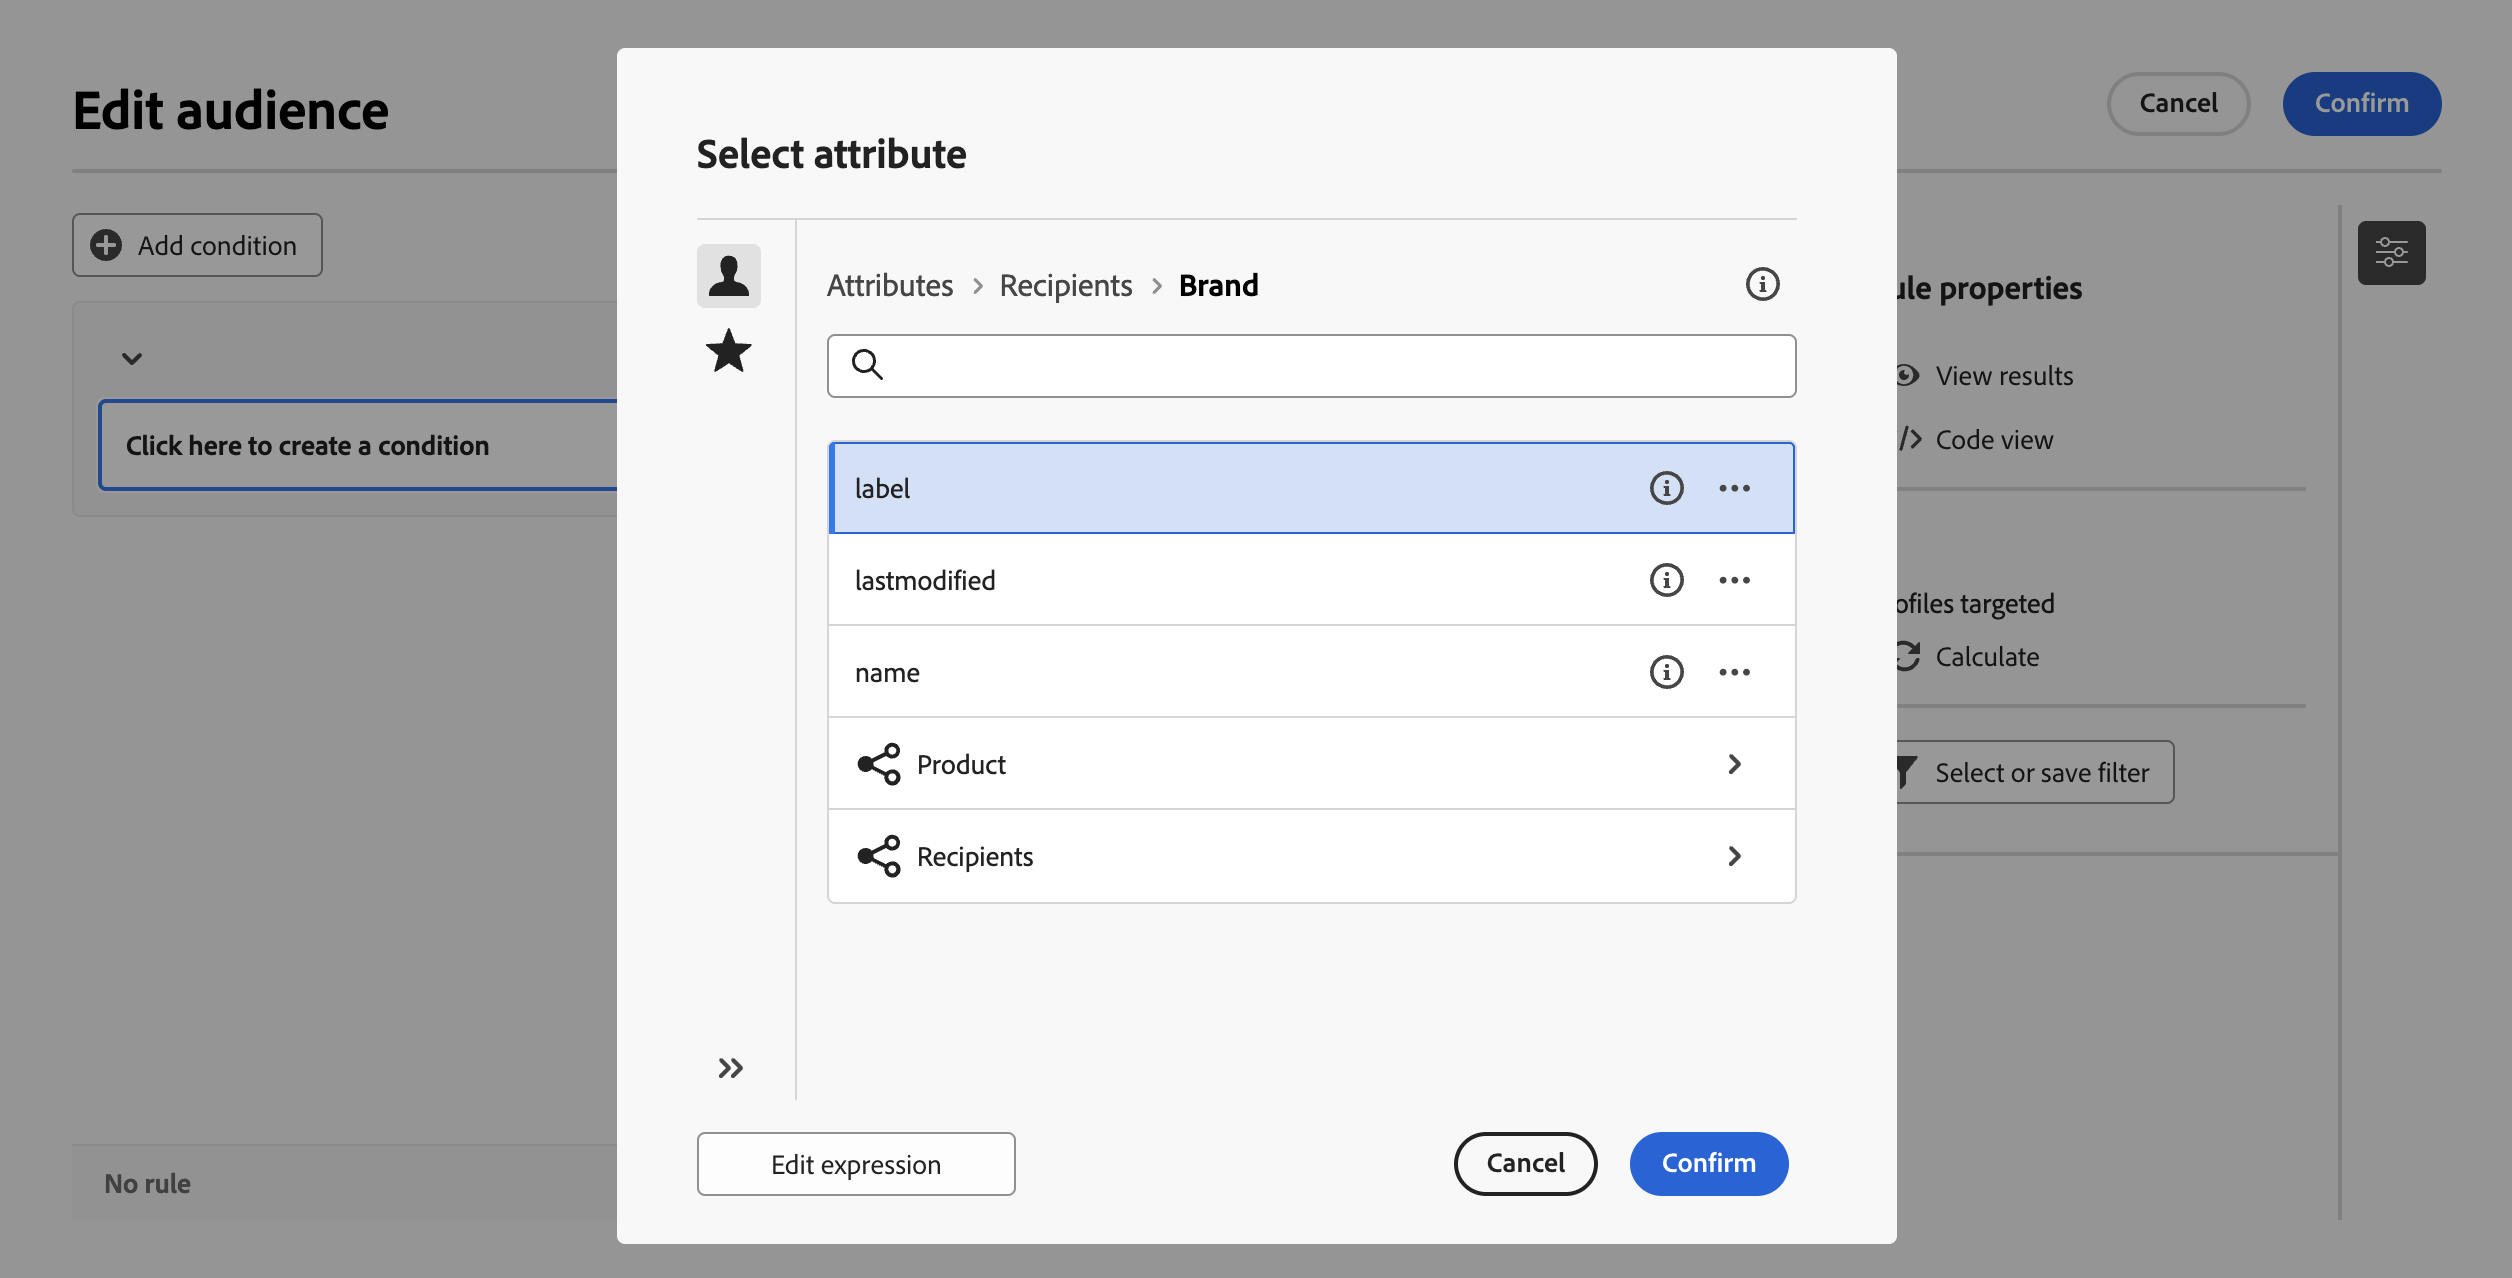 Edit audience
Cancel
Confirm
Add condition
Click here to create a condition
No rule
Select attribute
Attributes > Recipients > Brand
label
lastmodified
name
Product
Recipients
Edit expression
Cancel
Confirm
properties
View results
Code view
targeted
Calculate
Select or save filter